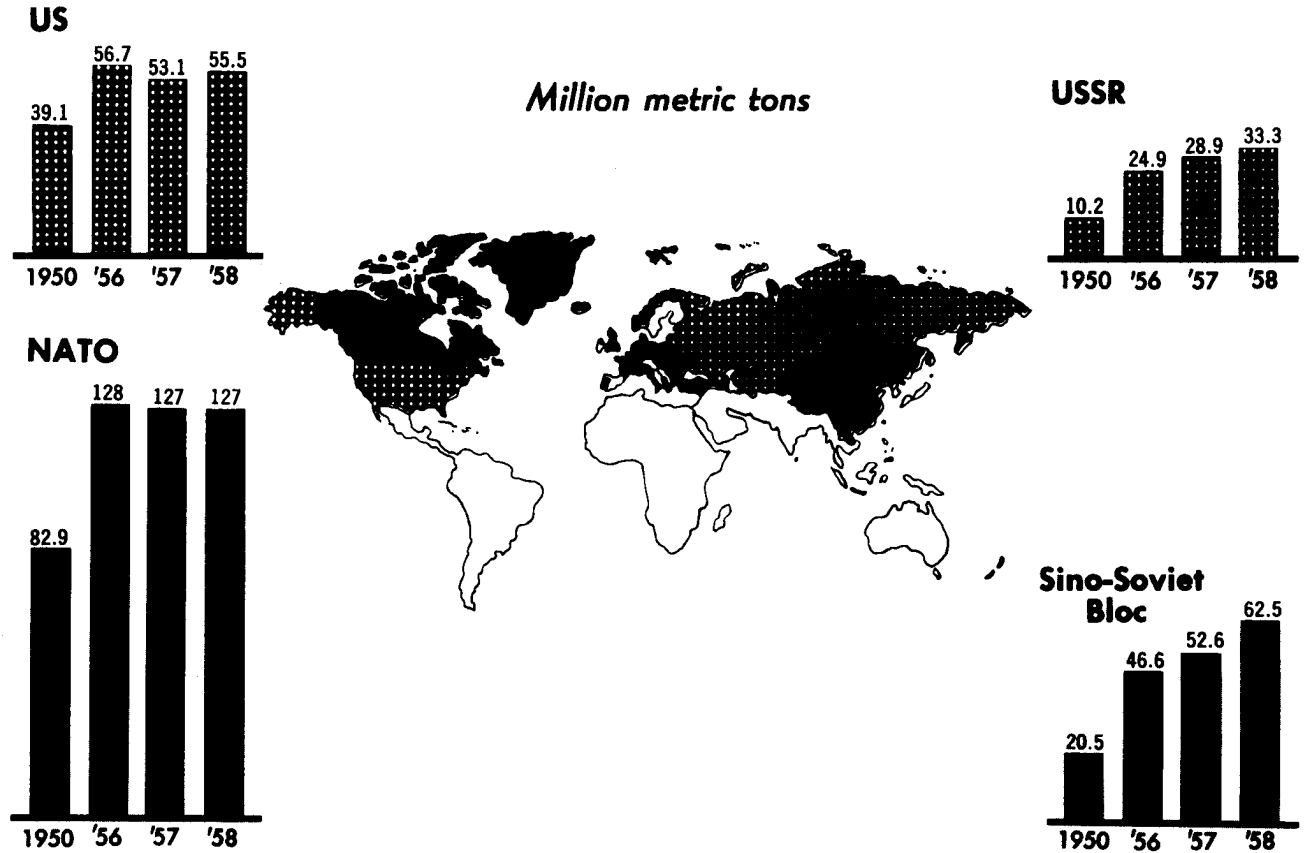 US
39.1
56.7
53.1
55.5
1950 '56 '57 '58
Million metric tons
USSR
10.2
24.9
28.9
33.3
1950 '56 '57 '58
NATO
82.9
128
127
127
1950 '56 '57 '58
Sino-Soviet
Bloc
20.5
46.6
52.6
62.5
1950 '56 '57 '58